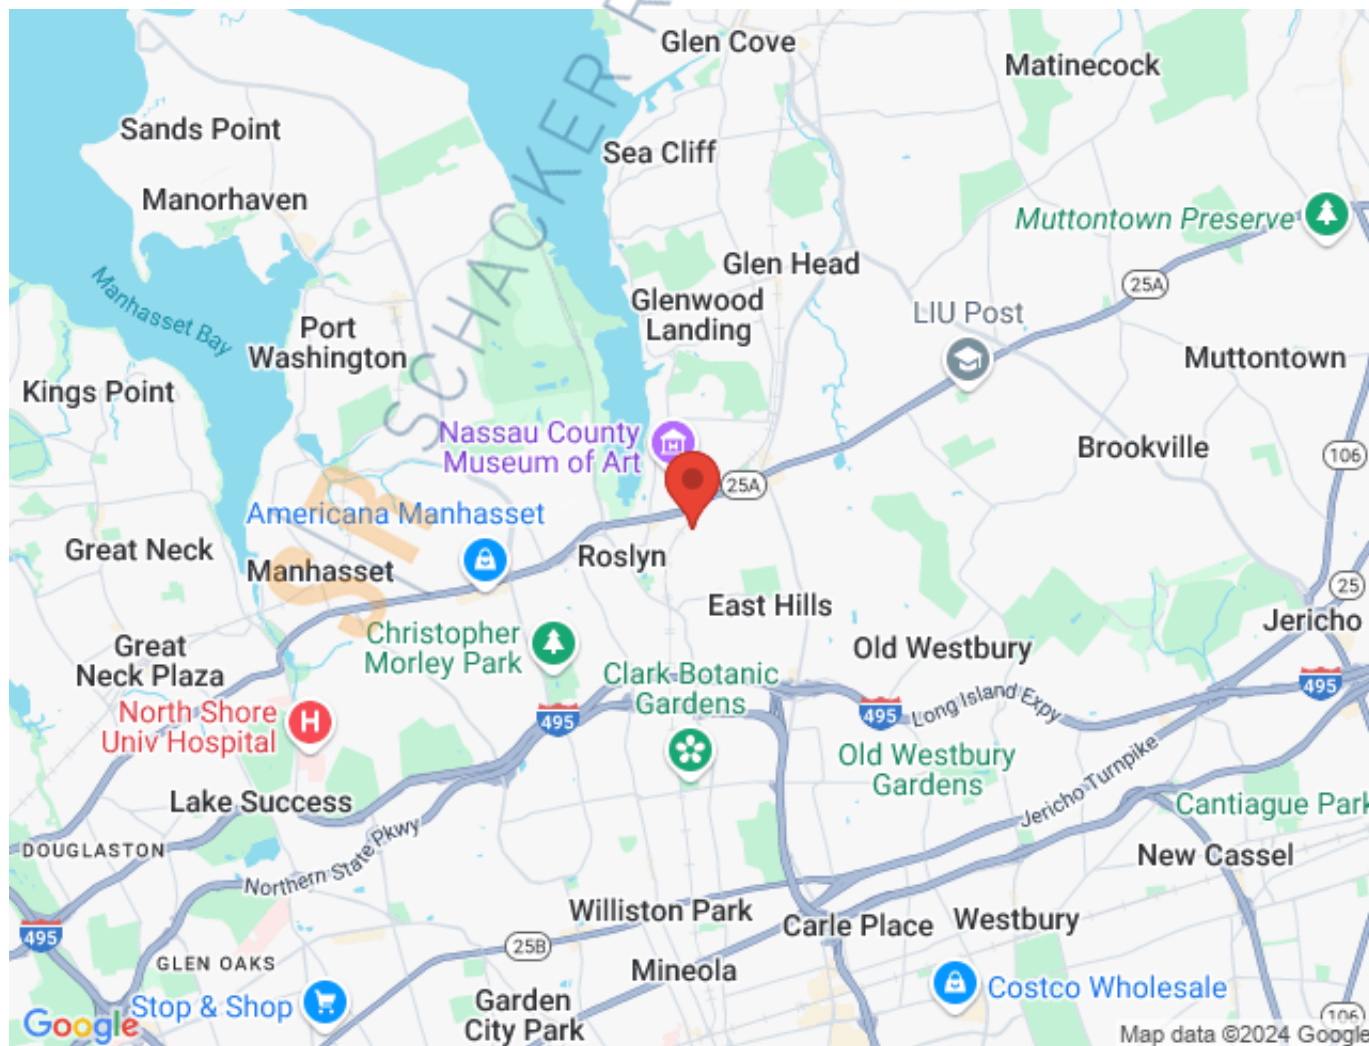 Glen Cove
Matinecock
Sands Point
Sea Cliff
Manorhaven
Muttontown Preserve
Glen Head
25A
Manhasset Bay
Glenwood
Landing
LIU Post
Port
Washington
Muttontown
Kings Point
Nassau County
Museum of Art
Brookville
106
25A
Americana Manhasset
Great Neck
Manhasset
Roslyn
25
East Hills
Jericho
Christopher
Morley Park
Great
Neck Plaza
Old Westbury
Clark Botanic
Gardens
495
495
495
Long Island Expy
North Shore
Univ Hospital
H
Old Westbury
Gardens
Jericho Turnpike
Lake Success
Cantiague Park
Northern State Pkwy
DOUGLASTON
New Cassel
Williston Park
Carle Place
Westbury
495
25B
GLEN OAKS
Mineola
Stop & Shop
Garden
City Park
Costco Wholesale
106
Google
Map data ©2024 Google
SIR SCHACKER R